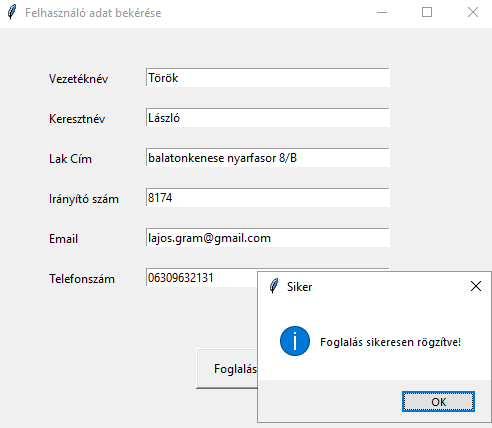 Felhasználó adat bekérése
Vezetéknév Török
Keresztnév László
Lak Cím balatonkenese nyarfasor 8/B
Irányító szám 8174
Email lajos.gram@gmail.com
Telefonszám 06309632131
Siker
Foglalás sikeresen rögzítve!
Foglalás
OK